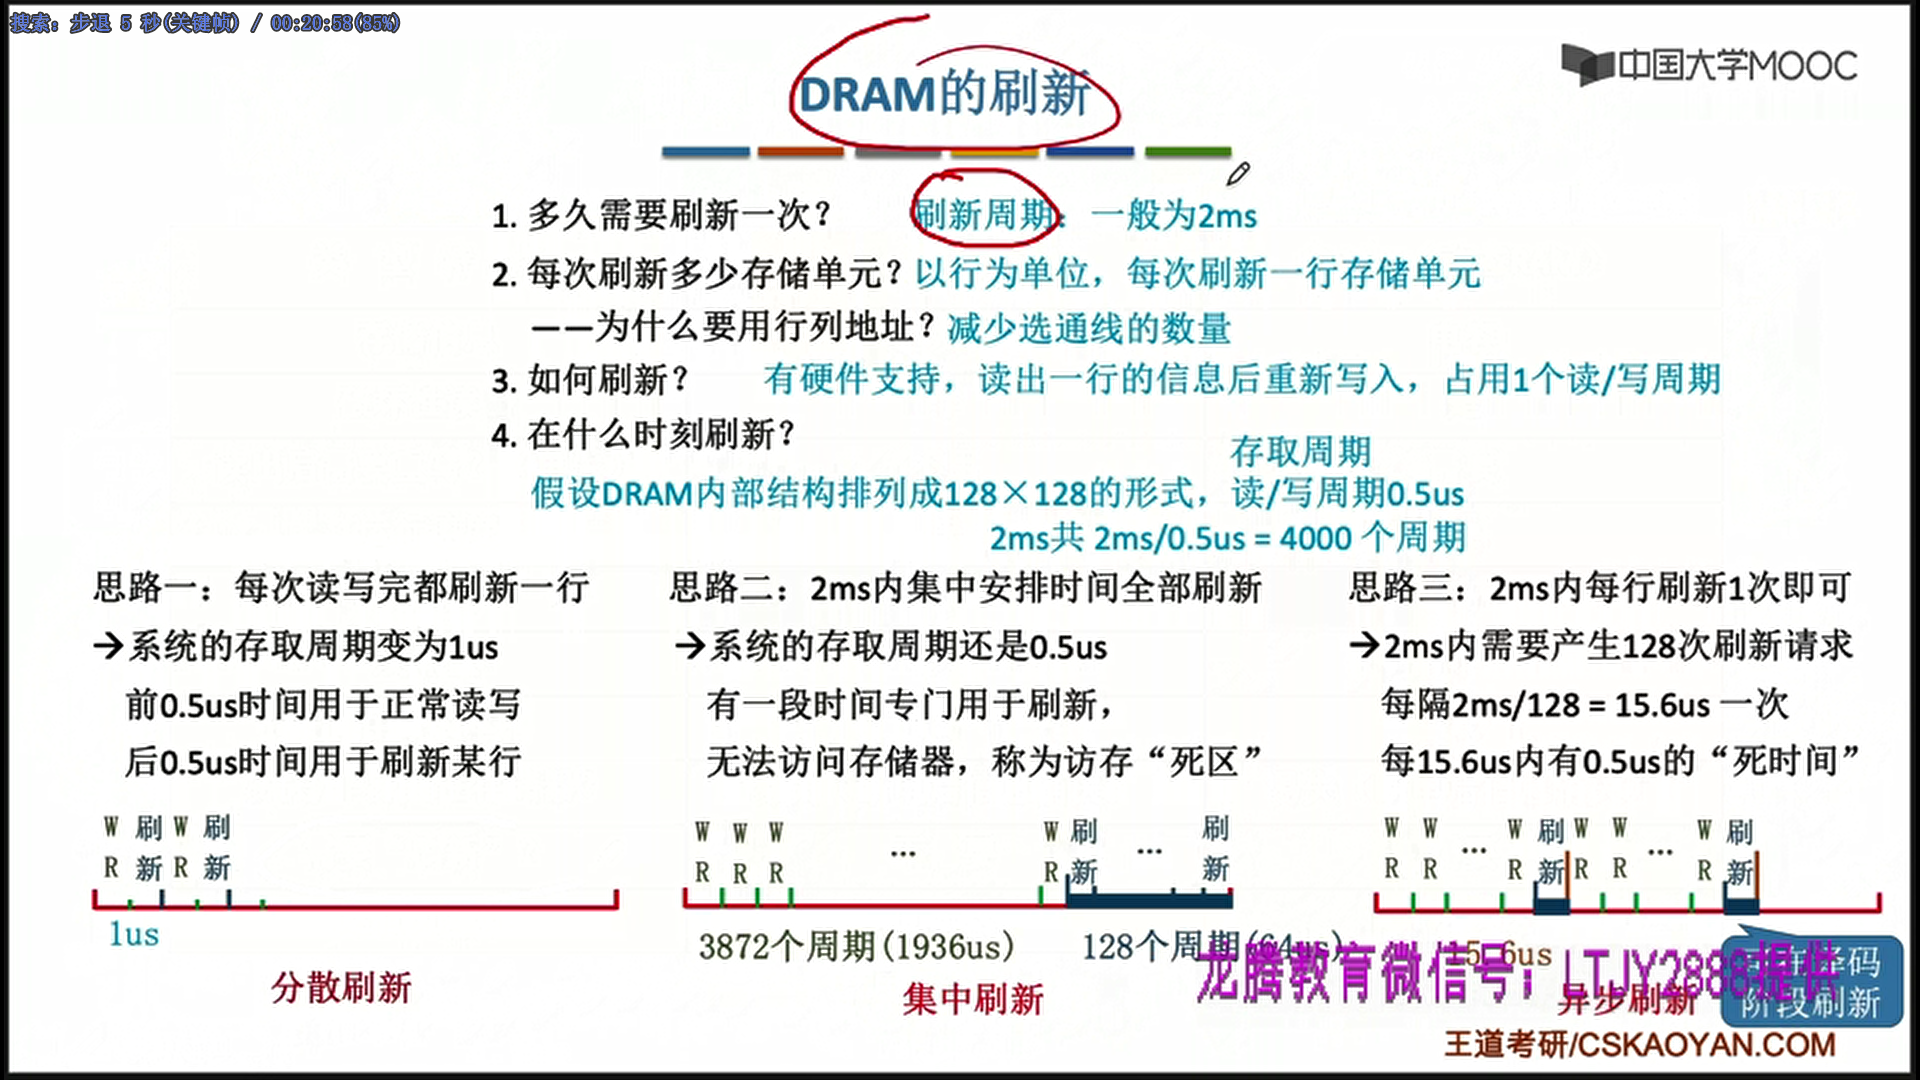 搜索: 步退 5 秒(关键帧) / 00:20:58(85%)
中国大学MOOC
DRAM的刷新
1. 多久需要刷新一次? 刷新周期: 一般为2ms
2. 每次刷新多少存储单元? 以行为单位, 每次刷新一行存储单元
——为什么要用行列地址? 减少选通线的数量
3. 如何刷新? 有硬件支持, 读出一行的信息后重新写入, 占用1个读/写周期
4. 在什么时刻刷新?
存取周期
假设DRAM内部结构排列成128×128的形式, 读/写周期0.5us
2ms共 2ms/0.5us = 4000 个周期
思路一: 每次读写完都刷新一行
→系统的存取周期变为1us
前0.5us时间用于正常读写
后0.5us时间用于刷新某行
W 刷 W 刷
R 新 R 新
1us
分散刷新
思路二: 2ms内集中安排时间全部刷新
→系统的存取周期还是0.5us
有一段时间专门用于刷新,
无法访问存储器, 称为访存“死区”
W W W ... W 刷 ... 刷
R R R R 新 新
3872个周期(1936us) 128个周期(64us)
集中刷新
思路三: 2ms内每行刷新1次即可
→2ms内需要产生128次刷新请求
每隔2ms/128 = 15.6us 一次
每15.6us内有0.5us的“死时间”
W W ... W 刷 W W ... W 刷
R R R 新 R R R 新
15.6us
异步刷新
译码
阶段刷新
龙腾教育微信号: LTJY2888提供
王道考研/CSKAOYAN.COM